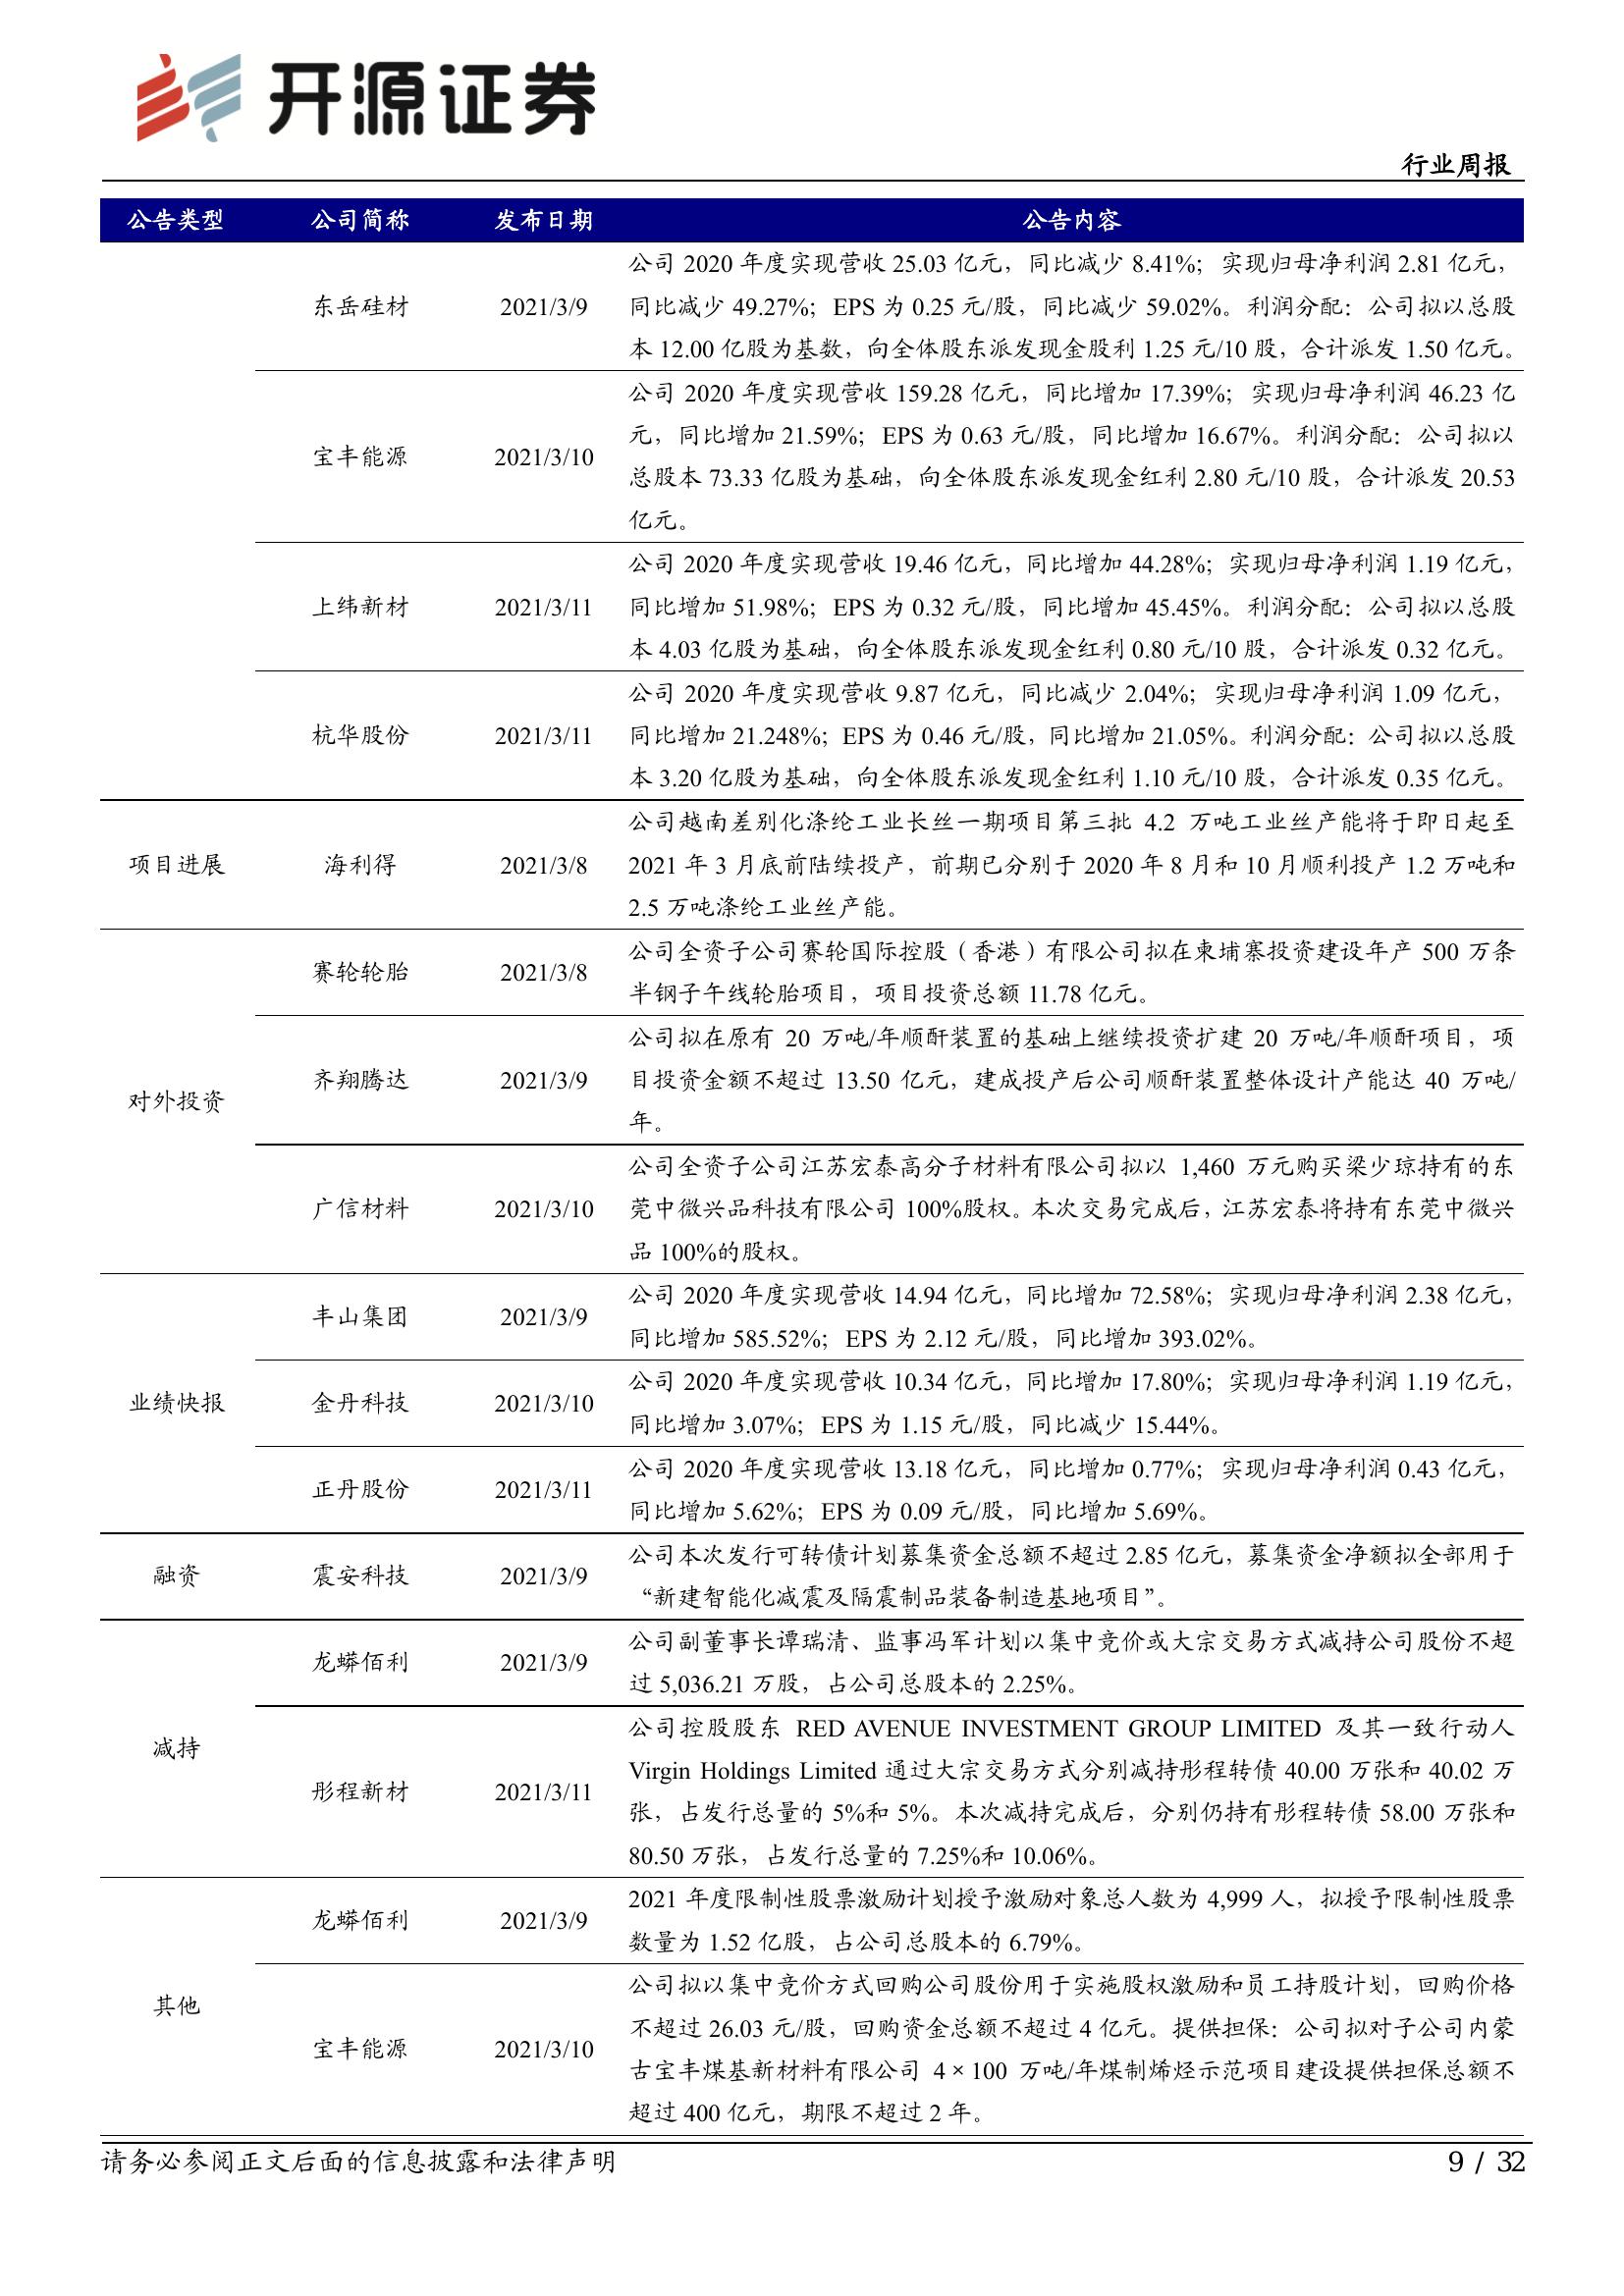 开源证券
行业周报
公告类型 公司简称 发布日期 公告内容
东岳硅材 2021/3/9
公司 2020 年度实现营收 25.03 亿元，同比减少 8.41%；实现归母净利润 2.81 亿元，
同比减少 49.27%；EPS 为 0.25 元/股，同比减少 59.02%。利润分配：公司拟以总股
本 12.00 亿股为基数，向全体股东派发现金股利 1.25 元/10 股，合计派发 1.50 亿元。
宝丰能源 2021/3/10
公司 2020 年度实现营收 159.28 亿元，同比增加 17.39%；实现归母净利润 46.23 亿
元，同比增加 21.59%；EPS 为 0.63 元/股，同比增加 16.67%。利润分配：公司拟以
总股本 73.33 亿股为基础，向全体股东派发现金红利 2.80 元/10 股，合计派发 20.53
亿元。
上纬新材 2021/3/11
公司 2020 年度实现营收 19.46 亿元，同比增加 44.28%；实现归母净利润 1.19 亿元，
同比增加 51.98%；EPS 为 0.32 元/股，同比增加 45.45%。利润分配：公司拟以总股
本 4.03 亿股为基础，向全体股东派发现金红利 0.80 元/10 股，合计派发 0.32 亿元。
杭华股份 2021/3/11
公司 2020 年度实现营收 9.87 亿元，同比减少 2.04%；实现归母净利润 1.09 亿元，
同比增加 21.248%；EPS 为 0.46 元/股，同比增加 21.05%。利润分配：公司拟以总股
本 3.20 亿股为基础，向全体股东派发现金红利 1.10 元/10 股，合计派发 0.35 亿元。
项目进展 海利得 2021/3/8
公司越南差别化涤纶工业长丝一期项目第三批 4.2 万吨工业丝产能将于即日起至
2021 年 3 月底前陆续投产，前期已分别于 2020 年 8 月和 10 月顺利投产 1.2 万吨和
2.5 万吨涤纶工业丝产能。
对外投资
赛轮轮胎 2021/3/8
公司全资子公司赛轮国际控股（香港）有限公司拟在柬埔寨投资建设年产 500 万条
半钢子午线轮胎项目，项目投资总额 11.78 亿元。
齐翔腾达 2021/3/9
公司拟在原有 20 万吨/年顺酐装置的基础上继续投资扩建 20 万吨/年顺酐项目，项
目投资金额不超过 13.50 亿元，建成投产后公司顺酐装置整体设计产能达 40 万吨/
年。
广信材料 2021/3/10
公司全资子公司江苏宏泰高分子材料有限公司拟以 1,460 万元购买梁少琼持有的东
莞中微兴品科技有限公司 100%股权。本次交易完成后，江苏宏泰将持有东莞中微兴
品 100%的股权。
业绩快报
丰山集团 2021/3/9
公司 2020 年度实现营收 14.94 亿元，同比增加 72.58%；实现归母净利润 2.38 亿元，
同比增加 585.52%；EPS 为 2.12 元/股，同比增加 393.02%。
金丹科技 2021/3/10
公司 2020 年度实现营收 10.34 亿元，同比增加 17.80%；实现归母净利润 1.19 亿元，
同比增加 3.07%；EPS 为 1.15 元/股，同比减少 15.44%。
正丹股份 2021/3/11
公司 2020 年度实现营收 13.18 亿元，同比增加 0.77%；实现归母净利润 0.43 亿元，
同比增加 5.62%；EPS 为 0.09 元/股，同比增加 5.69%。
融资 震安科技 2021/3/9
公司本次发行可转债计划募集资金总额不超过 2.85 亿元，募集资金净额拟全部用于
“新建智能化减震及隔震制品装备制造基地项目”。
减持
龙蟒佰利 2021/3/9
公司副董事长谭瑞清、监事冯军计划以集中竞价或大宗交易方式减持公司股份不超
过 5,036.21 万股，占公司总股本的 2.25%。
彤程新材 2021/3/11
公司控股股东 RED AVENUE INVESTMENT GROUP LIMITED 及其一致行动人
Virgin Holdings Limited 通过大宗交易方式分别减持彤程转债 40.00 万张和 40.02 万
张，占发行总量的 5%和 5%。本次减持完成后，分别仍持有彤程转债 58.00 万张和
80.50 万张，占发行总量的 7.25%和 10.06%。
其他
龙蟒佰利 2021/3/9
2021 年度限制性股票激励计划授予激励对象总人数为 4,999 人，拟授予限制性股票
数量为 1.52 亿股，占公司总股本的 6.79%。
宝丰能源 2021/3/10
公司拟以集中竞价方式回购公司股份用于实施股权激励和员工持股计划，回购价格
不超过 26.03 元/股，回购资金总额不超过 4 亿元。提供担保：公司拟对子公司内蒙
古宝丰煤基新材料有限公司 4×100 万吨/年煤制烯烃示范项目建设提供担保总额不
超过 400 亿元，期限不超过 2 年。
请务必参阅正文后面的信息披露和法律声明
9 / 32